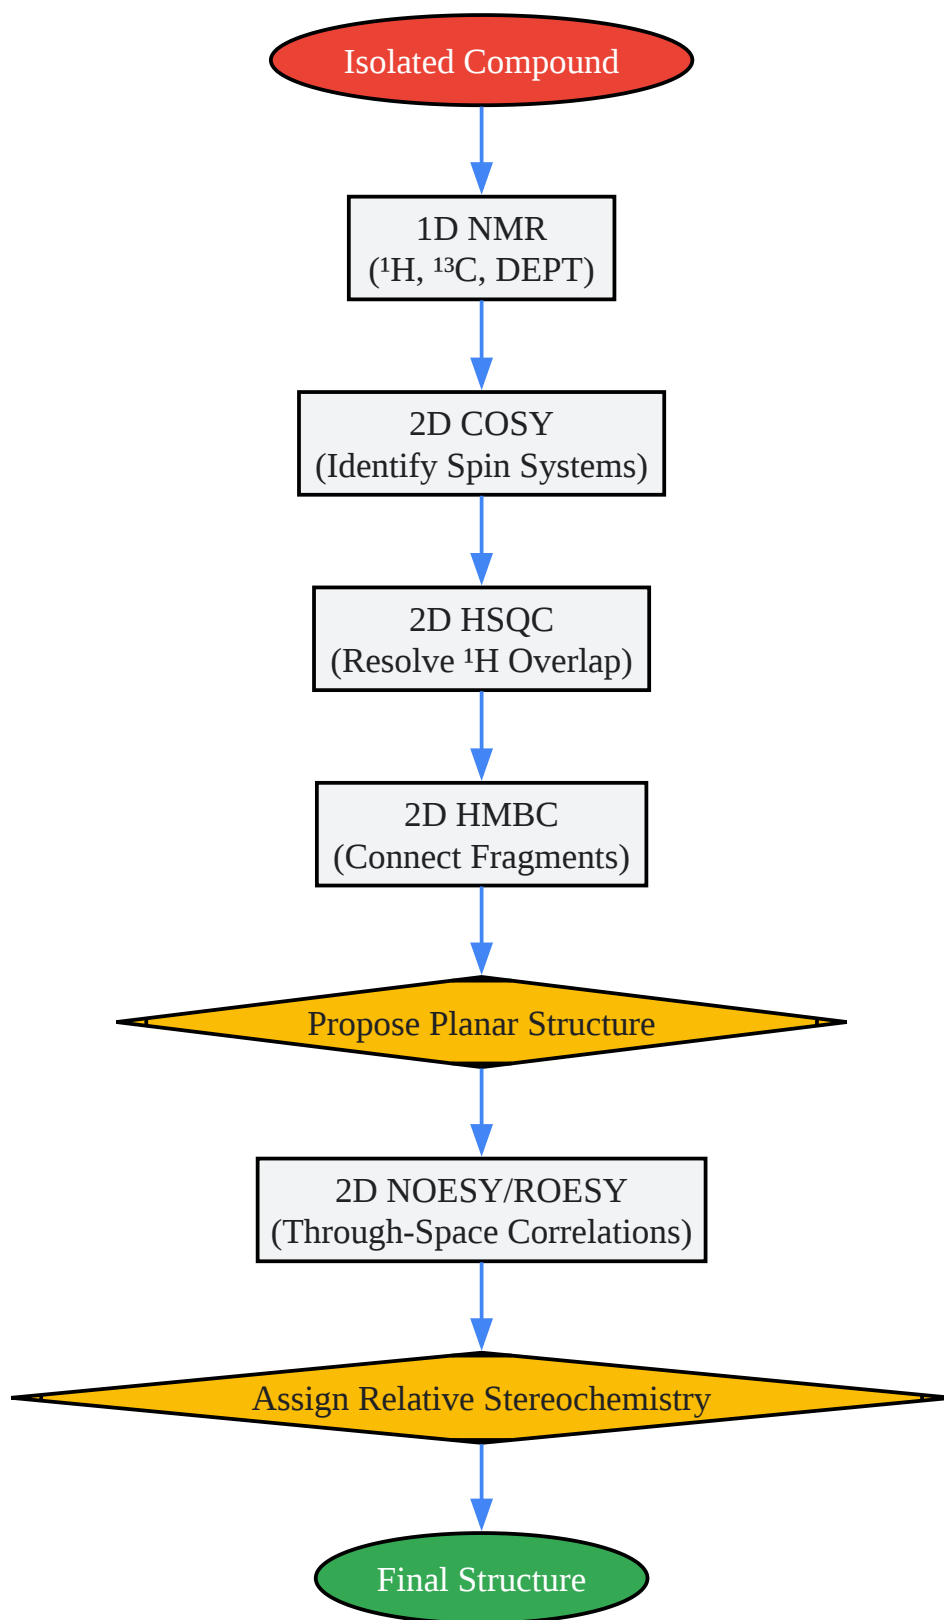 Isolated Compound
1D NMR
(¹H, ¹³C, DEPT)
2D COSY
(Identify Spin Systems)
2D HSQC
(Resolve ¹H Overlap)
2D HMBC
(Connect Fragments)
Propose Planar Structure
2D NOESY/ROESY
(Through-Space Correlations)
Assign Relative Stereochemistry
Final Structure